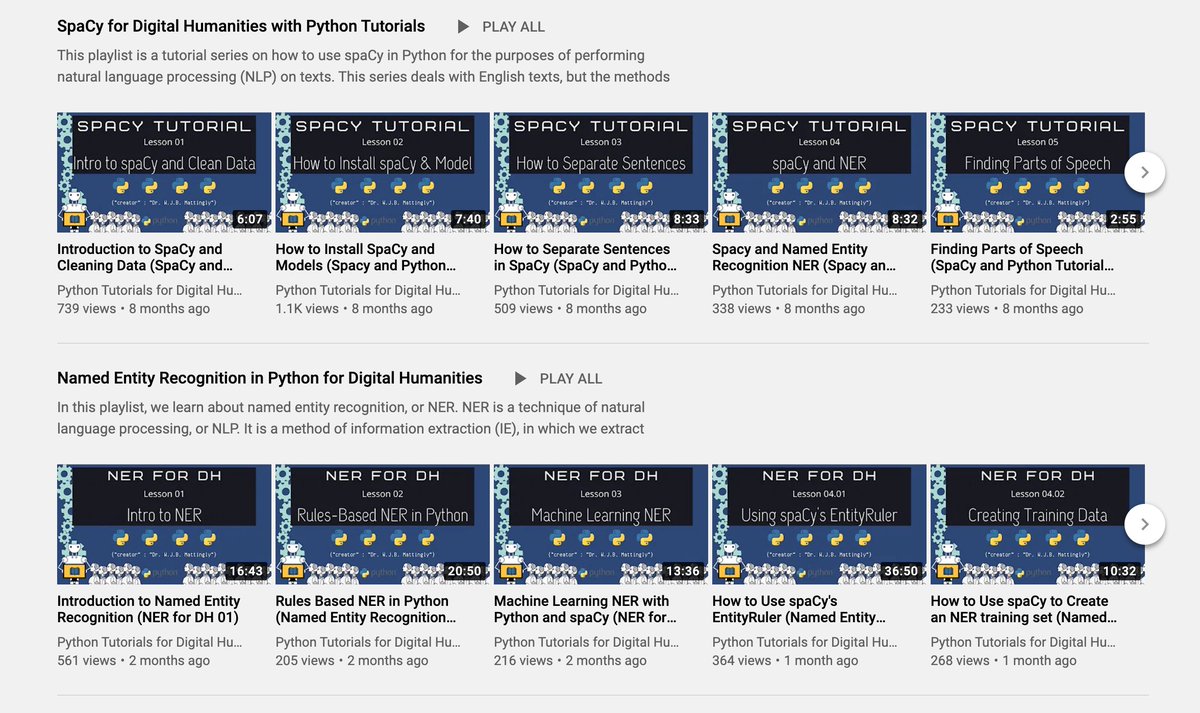 SpaCy for Digital Humanities with Python Tutorials PLAY ALL
This playlist is a tutorial series on how to use spaCy in Python for the purposes of performing
natural language processing (NLP) on texts. This series deals with English texts, but the methods
SPACY TUTORIAL
Lesson 01
Intro to spaCy and Clean Data
{"creator" : "Dr. W.J.B. Mattingly"}
python
6:07
Introduction to SpaCy and
Cleaning Data (SpaCy and...
Python Tutorials for Digital Hu...
739 views • 8 months ago
SPACY TUTORIAL
Lesson 02
How to Install spaCy & Model
{"creator" : "Dr. W.J.B. Mattingly"}
python
7:40
How to Install SpaCy and
Models (Spacy and Python...
Python Tutorials for Digital Hu...
1.1K views • 8 months ago
SPACY TUTORIAL
Lesson 03
How to Separate Sentences
{"creator" : "Dr. W.J.B. Mattingly"}
python
8:33
How to Separate Sentences
in SpaCy (SpaCy and Pytho...
Python Tutorials for Digital Hu...
509 views • 8 months ago
SPACY TUTORIAL
Lesson 04
spaCy and NER
{"creator" : "Dr. W.J.B. Mattingly"}
python
8:32
Spacy and Named Entity
Recognition NER (Spacy an...
Python Tutorials for Digital Hu...
338 views • 8 months ago
SPACY TUTORIAL
Lesson 05
Finding Parts of Speech
{"creator" : "Dr. W.J.B. Mattingly"}
python
2:55
Finding Parts of Speech
(SpaCy and Python Tutorial...
Python Tutorials for Digital Hu...
233 views • 8 months ago
Named Entity Recognition in Python for Digital Humanities PLAY ALL
In this playlist, we learn about named entity recognition, or NER. NER is a technique of natural
language processing, or NLP. It is a method of information extraction (IE), in which we extract
NER FOR DH
Lesson 01
Intro to NER
{"creator" : "Dr. W.J.B. Mattingly"}
python
16:43
Introduction to Named Entity
Recognition (NER for DH 01)
Python Tutorials for Digital Hu...
561 views • 2 months ago
NER FOR DH
Lesson 02
Rules-Based NER in Python
{"creator" : "Dr. W.J.B. Mattingly"}
python
20:50
Rules Based NER in Python
(Named Entity Recognition...
Python Tutorials for Digital Hu...
205 views • 2 months ago
NER FOR DH
Lesson 03
Machine Learning NER
{"creator" : "Dr. W.J.B. Mattingly"}
python
13:36
Machine Learning NER with
Python and spaCy (NER for...
Python Tutorials for Digital Hu...
216 views • 2 months ago
NER FOR DH
Lesson 04.01
Using spaCy's EntityRuler
{"creator" : "Dr. W.J.B. Mattingly"}
python
36:50
How to Use spaCy's
EntityRuler (Named Entity...
Python Tutorials for Digital Hu...
364 views • 1 month ago
NER FOR DH
Lesson 04.02
Creating Training Data
{"creator" : "Dr. W.J.B. Mattingly"}
python
10:32
How to Use spaCy to Create
an NER training set (Named...
Python Tutorials for Digital Hu...
268 views • 1 month ago